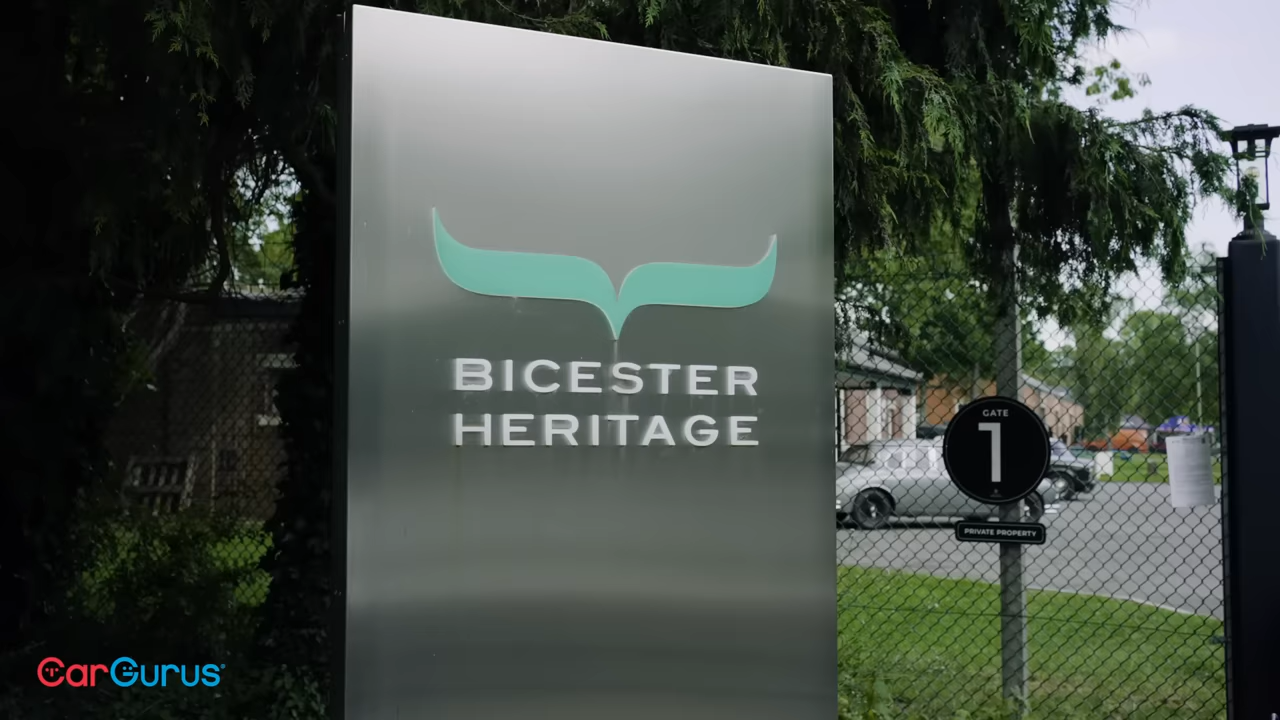 BICESTER
HERITAGE
GATE
1
PRIVATE PROPERTY
CarGurus